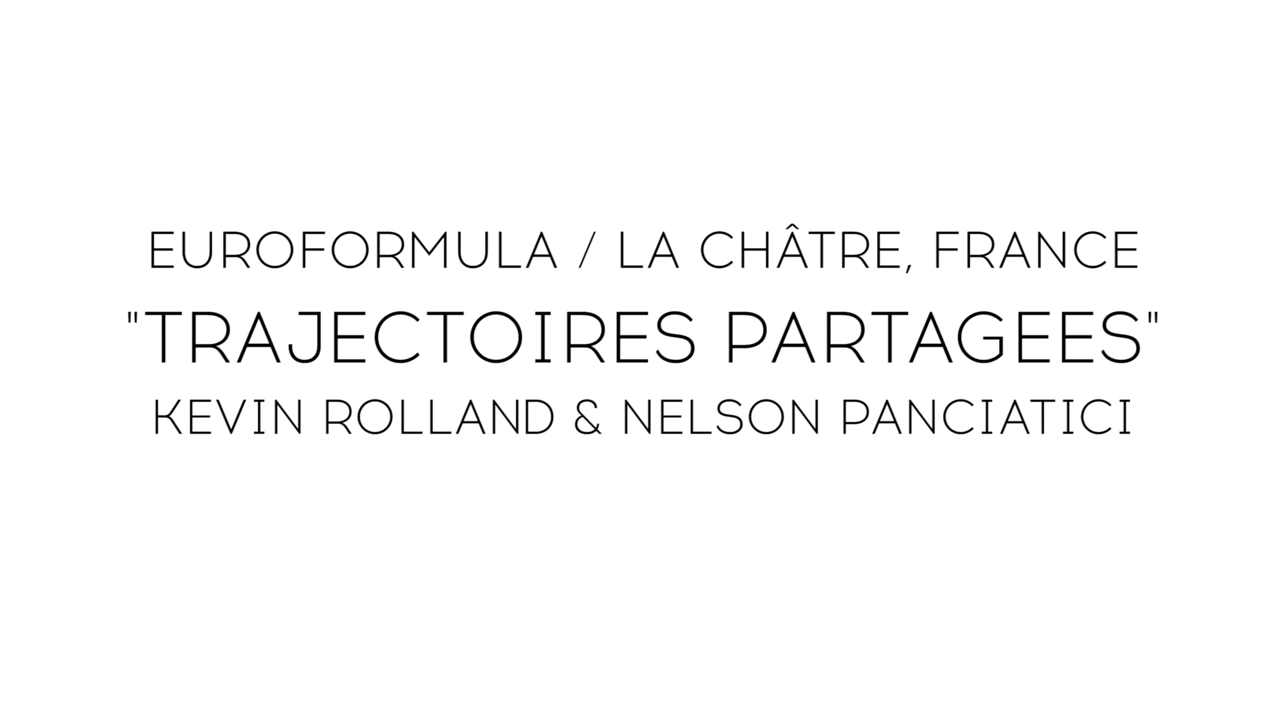 EUROFORMULA / LA CHÂTRE, FRANCE
"TRAJECTOIRES PARTAGEES"
KEVIN ROLLAND & NELSON PANCIATICI